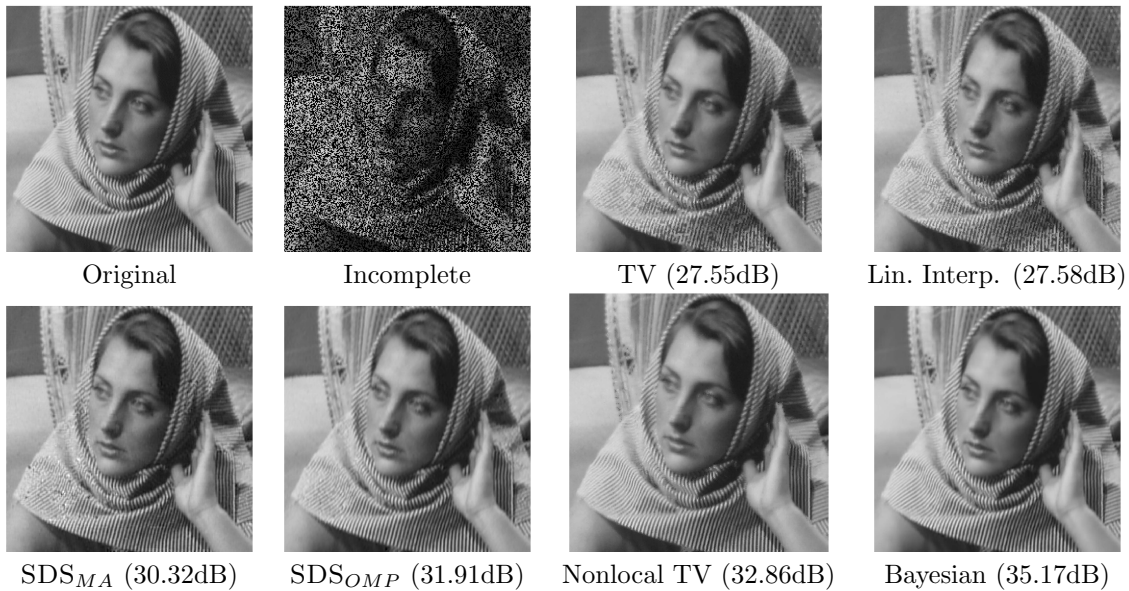 Original
Incomplete
TV (27.55dB)
Lin. Interp. (27.58dB)
SDS_MA (30.32dB)
SDS_OMP (31.91dB)
Nonlocal TV (32.86dB)
Bayesian (35.17dB)